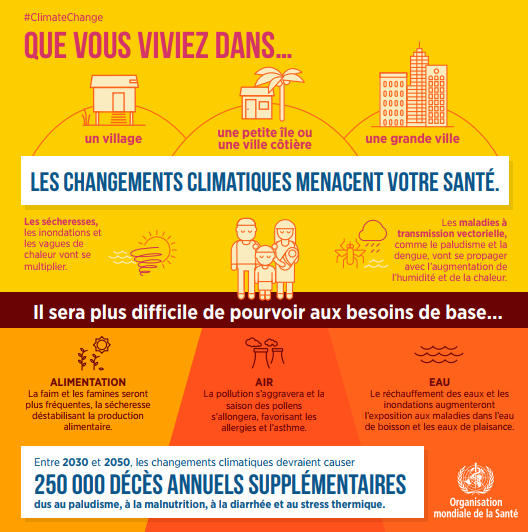 #ClimateChange
QUE VOUS VIVIEZ DANS...
un village
une petite île ou
une ville côtière
une grande ville
LES CHANGEMENTS CLIMATIQUES MENACENT VOTRE SANTÉ.
Les sécheresses,
les inondations et
les vagues de
chaleur vont se
multiplier.
Les maladies à
transmission vectorielle,
comme le paludisme et la
dengue, vont se propager
avec l'augmentation de
l'humidité et de la chaleur.
Il sera plus difficile de pourvoir aux besoins de base...
ALIMENTATION
La faim et les famines seront
plus fréquentes, la sécheresse
déstabilisant la production
alimentaire.
AIR
La pollution s'aggravera et la
saison des pollens
s'allongera, favorisant les
allergies et l'asthme.
EAU
Le réchauffement des eaux et les
inondations augmenteront
l'exposition aux maladies dans l'eau
de boisson et les eaux de plaisance.
Entre 2030 et 2050, les changements climatiques devraient causer
250 000 DÉCÈS ANNUELS SUPPLÉMENTAIRES
dus au paludisme, à la malnutrition, à la diarrhée et au stress thermique.
Organisation
mondiale de la Santé